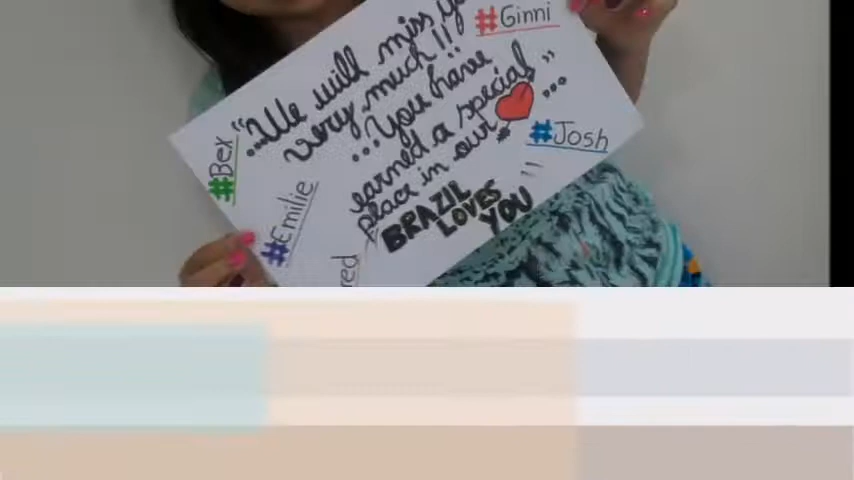 #Ginni
"We will miss
very much!!
...You have
earned a special
place in our ...
BRAZIL
LOVES
YOU
"
#Josh
#Bex
#Emilie